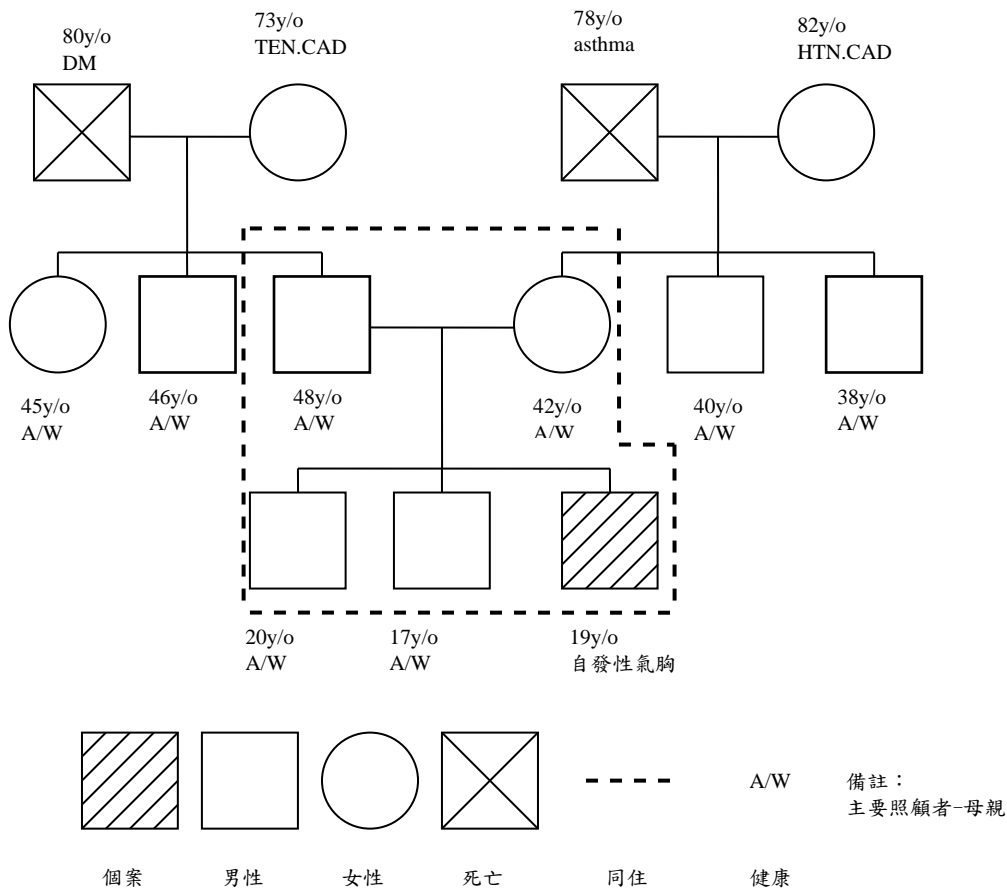 80y/o
DM
73y/o
TEN.CAD
78y/o
asthma
82y/o
HTN.CAD
45y/o
A/W
46y/o
A/W
48y/o
A/W
42y/o
A/W
40y/o
A/W
38y/o
A/W
20y/o
A/W
17y/o
A/W
19y/o
自發性氣胸
A/W
備註：
主要照顧者-母親
個案
男性
女性
死亡
同住
健康